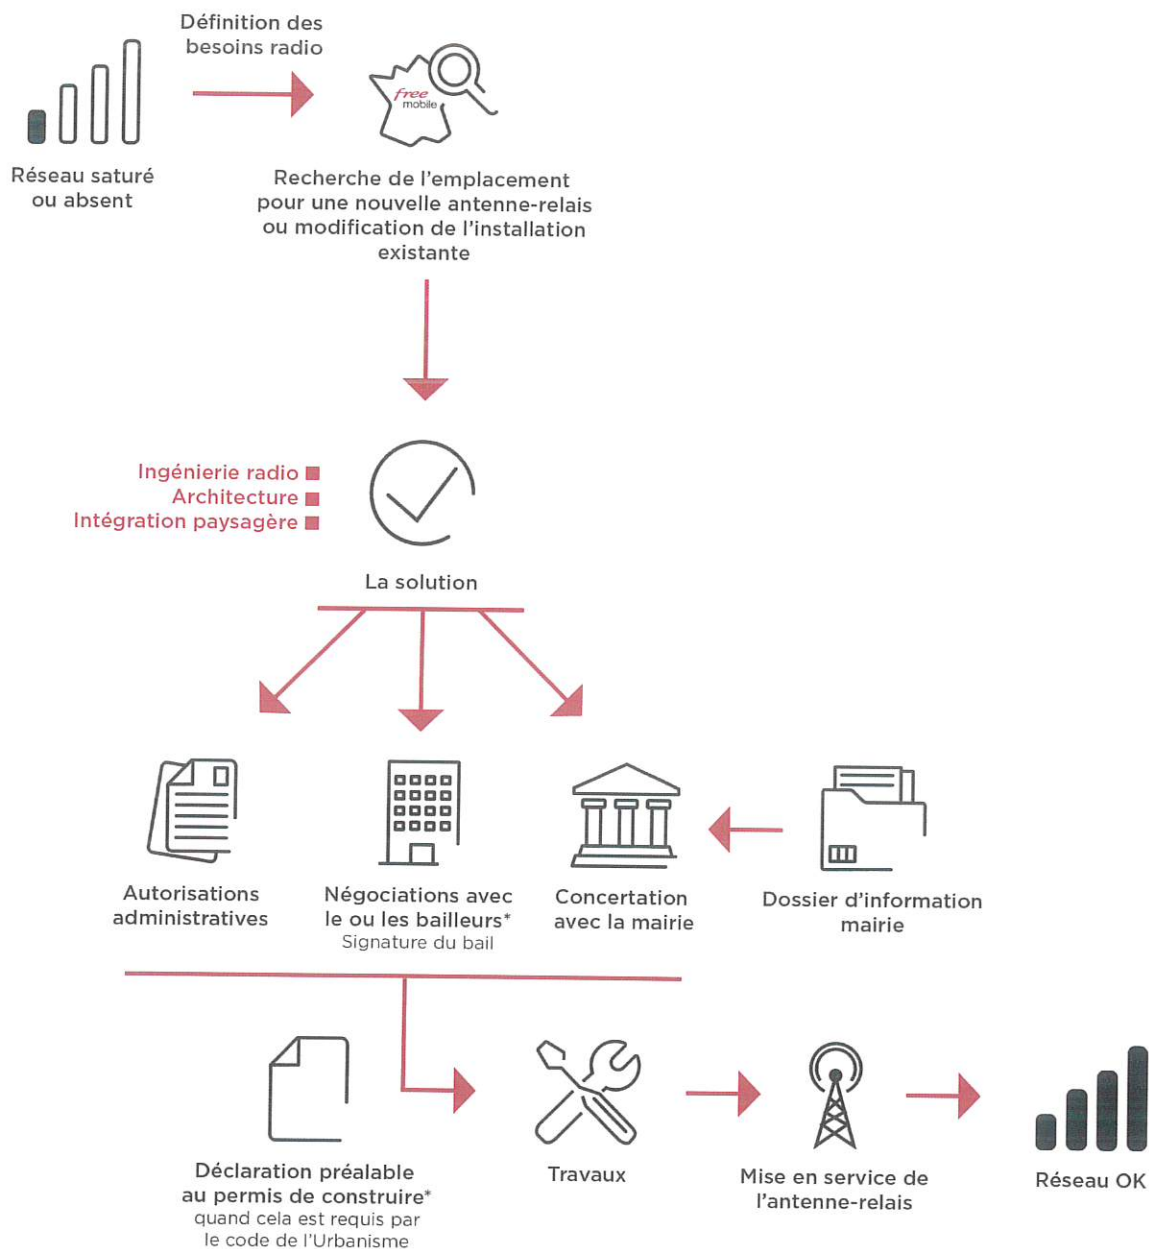 Définition des
besoins radio
free
mobile
Réseau saturé
ou absent
Recherche de l'emplacement
pour une nouvelle antenne-relais
ou modification de l'installation
existante
Ingénierie radio
Architecture
Intégration paysagère
La solution
Autorisations
administratives
Négociations avec
le ou les bailleurs*
Signature du bail
Concertation
avec la mairie
Dossier d'information
mairie
Déclaration préalable
au permis de construire*
quand cela est requis par
le code de l'Urbanisme
Travaux
Mise en service de
l'antenne-relais
Réseau OK